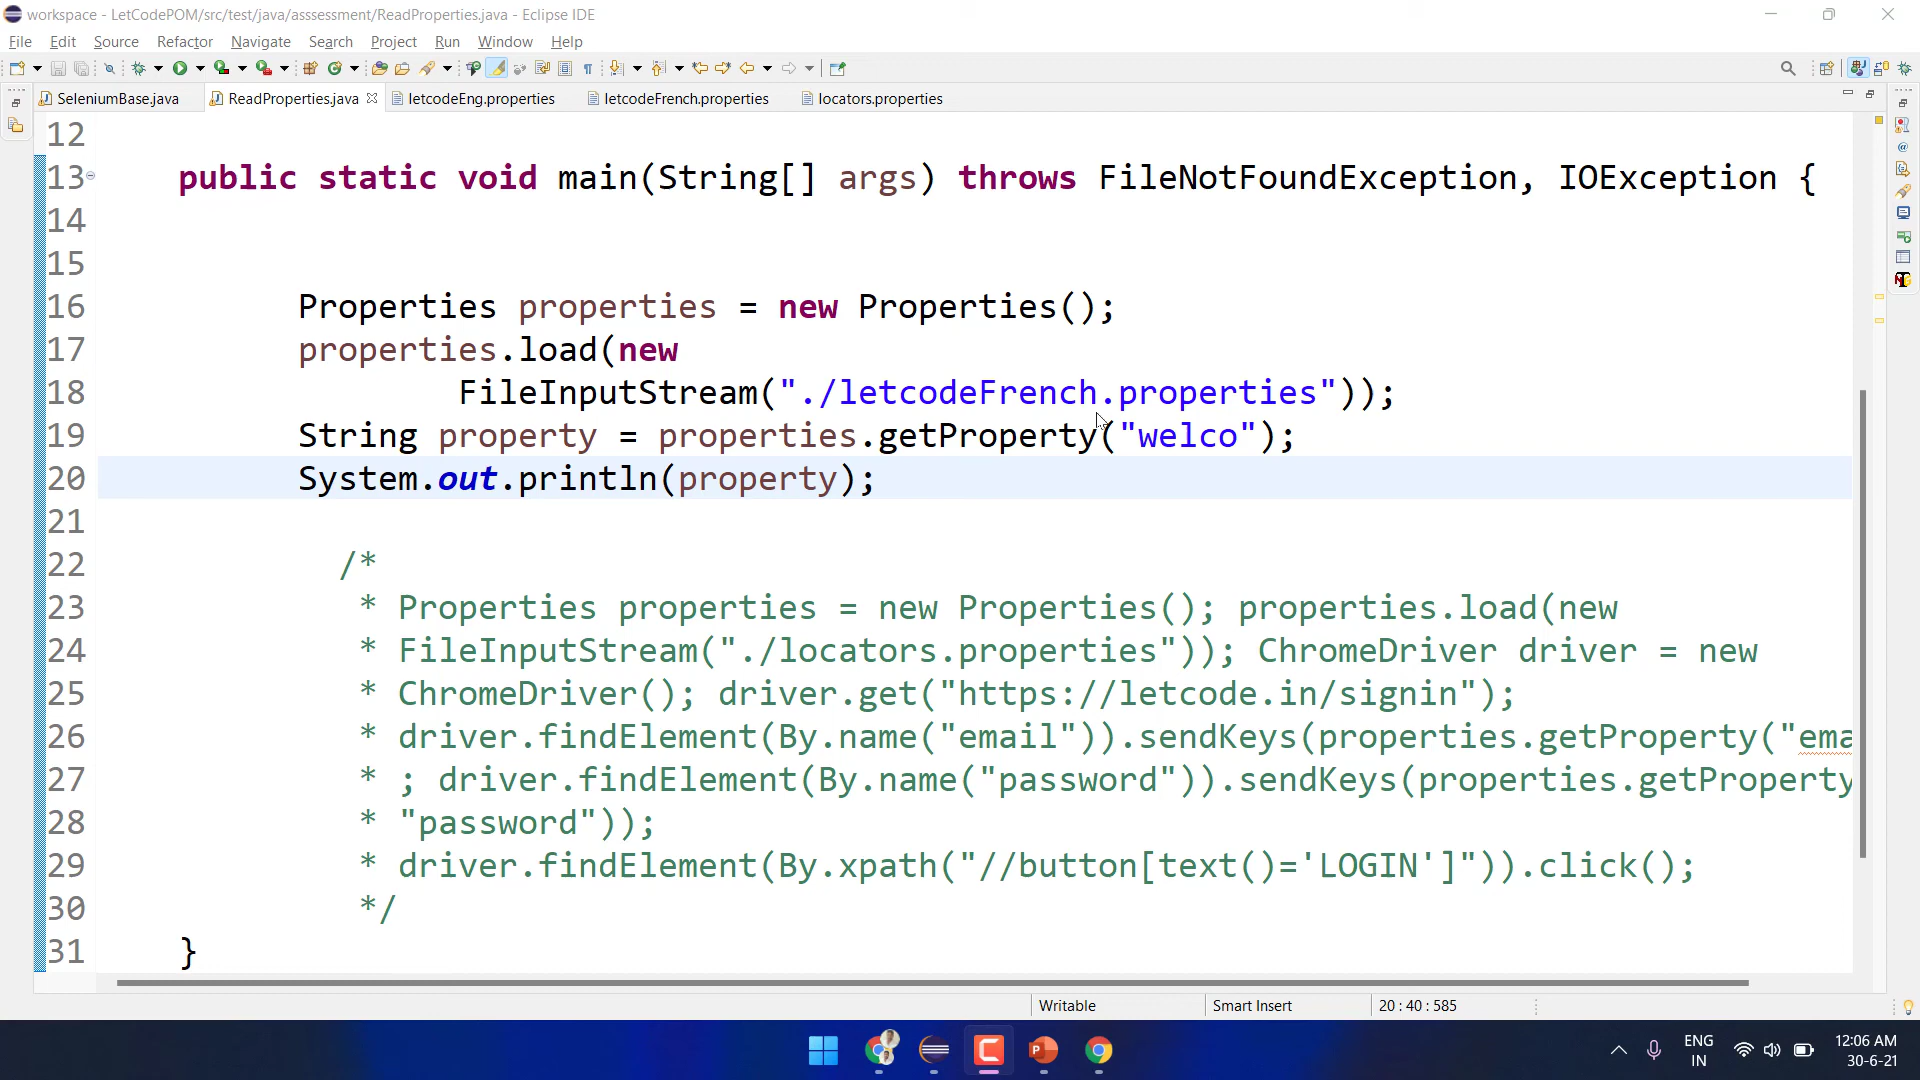 workspace - LetCodePOM/src/test/java/asssessment/ReadProperties.java - Eclipse IDE
File Edit Source Refactor Navigate Search Project Run Window Help
SeleniumBase.java ReadProperties.java letcodeEng.properties letcodeFrench.properties locators.properties
12
13 public static void main(String[] args) throws FileNotFoundException, IOException {
14
15
16 Properties properties = new Properties();
17 properties.load(new
18 FileInputStream("./letcodeFrench.properties"));
19 String property = properties.getProperty("welco");
20 System.out.println(property);
21
22 /*
23 * Properties properties = new Properties(); properties.load(new
24 * FileInputStream("./locators.properties")); ChromeDriver driver = new
25 * ChromeDriver(); driver.get("https://letcode.in/signin");
26 * driver.findElement(By.name("email")).sendKeys(properties.getProperty("ema
27 * ; driver.findElement(By.name("password")).sendKeys(properties.getProperty
28 * "password"));
29 * driver.findElement(By.xpath("//button[text()='LOGIN']")).click();
30 */
31 }
Writable Smart Insert 20 : 40 : 585
ENG 12:06 AM
IN 30-6-21